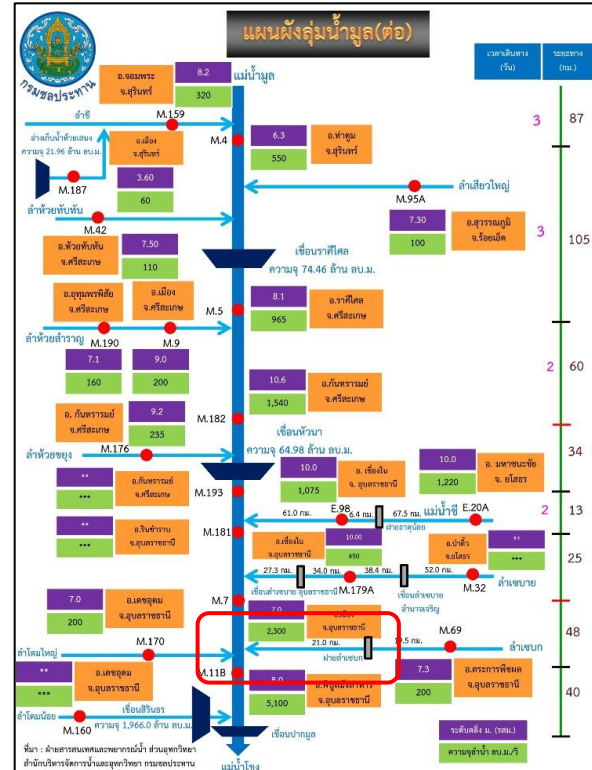 แผนผังลุ่มน้ำมูล(ต่อ)
กรมชลประทาน
เวลาเดินทาง
(วัน)
ระยะทาง
(กม.)
อ.จอมพระ
จ.สุรินทร์
8.2
320
แม่น้ำมูล
ลำชี
M.159
3
87
อ่างเก็บน้ำห้วยเสนง
ความจุ 21.96 ล้าน ลบ.ม.
อ.เมือง
จ.สุรินทร์
3.60
60
M.187
M.4
6.3
550
อ.ท่าตูม
จ.สุรินทร์
ลำเสียวใหญ่
M.95A
7.30
100
อ.สุวรรณภูมิ
จ.ร้อยเอ็ด
3
105
ลำห้วยทับทัน
M.42
อ.ห้วยทับทัน
จ.ศรีสะเกษ
7.50
110
เขื่อนราศีไศล
ความจุ 74.46 ล้าน ลบ.ม.
อ.อุทุมพรพิสัย
จ.ศรีสะเกษ
อ.เมือง
จ.ศรีสะเกษ
M.5
8.1
965
อ.ราศีไศล
จ.ศรีสะเกษ
ลำห้วยสำราญ
M.190
M.9
7.1
160
9.0
200
2
60
10.6
1,540
อ.กันทรารมย์
จ.ศรีสะเกษ
M.182
อ. กันทรารมย์
จ.ศรีสะเกษ
9.2
235
M.176
ลำห้วยขยุง
เขื่อนหัวนา
ความจุ 64.98 ล้าน ลบ.ม.
34
10.0
1,075
อ. เขื่องใน
จ. อุบลราชธานี
10.0
1,220
อ. มหาชนะชัย
จ. ยโสธร
**
***
อ.กันทรารมย์
จ.ศรีสะเกษ
M.193
61.0 กม.
E.98
6.4 กม.
67.5 กม.
แม่น้ำชี
E.20A
ฝายธาตุน้อย
2
13
**
***
อ.วารินชำราบ
จ.อุบลราชธานี
M.181
อ.เขื่องใน
จ.อุบลราชธานี
10.00
450
อ.ป่าติ้ว
จ.ยโสธร
**
***
25
27.3 กม.
34.0 กม.
38.4 กม.
52.0 กม.
ลำเซบาย
เขื่อนลำเซบาย อุบลราชธานี
M.179A
เขื่อนลำเซบาย
อำนาจเจริญ
M.32
7.0
200
อ.เดชอุดม
จ.อุบลราชธานี
M.7
7.0
2,300
อ.เมือง
จ.อุบลราชธานี
48
ลำโดมใหญ่
M.170
21.0 กม.
19.5 กม.
M.69
ลำเซบก
ฝายลำเซบก
**
***
อ.เดชอุดม
จ.อุบลราชธานี
M.11B
8.0
5,100
อ.พิบูลมังสาหาร
จ.อุบลราชธานี
7.3
200
อ.ตระการพืชผล
จ.อุบลราชธานี
40
ลำโดมน้อย
M.160
เขื่อนสิรินธร
ความจุ 1,966.0 ล้าน ลบ.ม.
เขื่อนปากมูล
แม่น้ำโขง
ระดับตลิ่ง ม. (รสม.)
ความจุลำน้ำ ลบ.ม./วิ
ที่มา : ฝ่ายสารสนเทศและพยากรณ์น้ำ ส่วนอุทกวิทยา
สำนักบริหารจัดการน้ำและอุทกวิทยา กรมชลประทาน